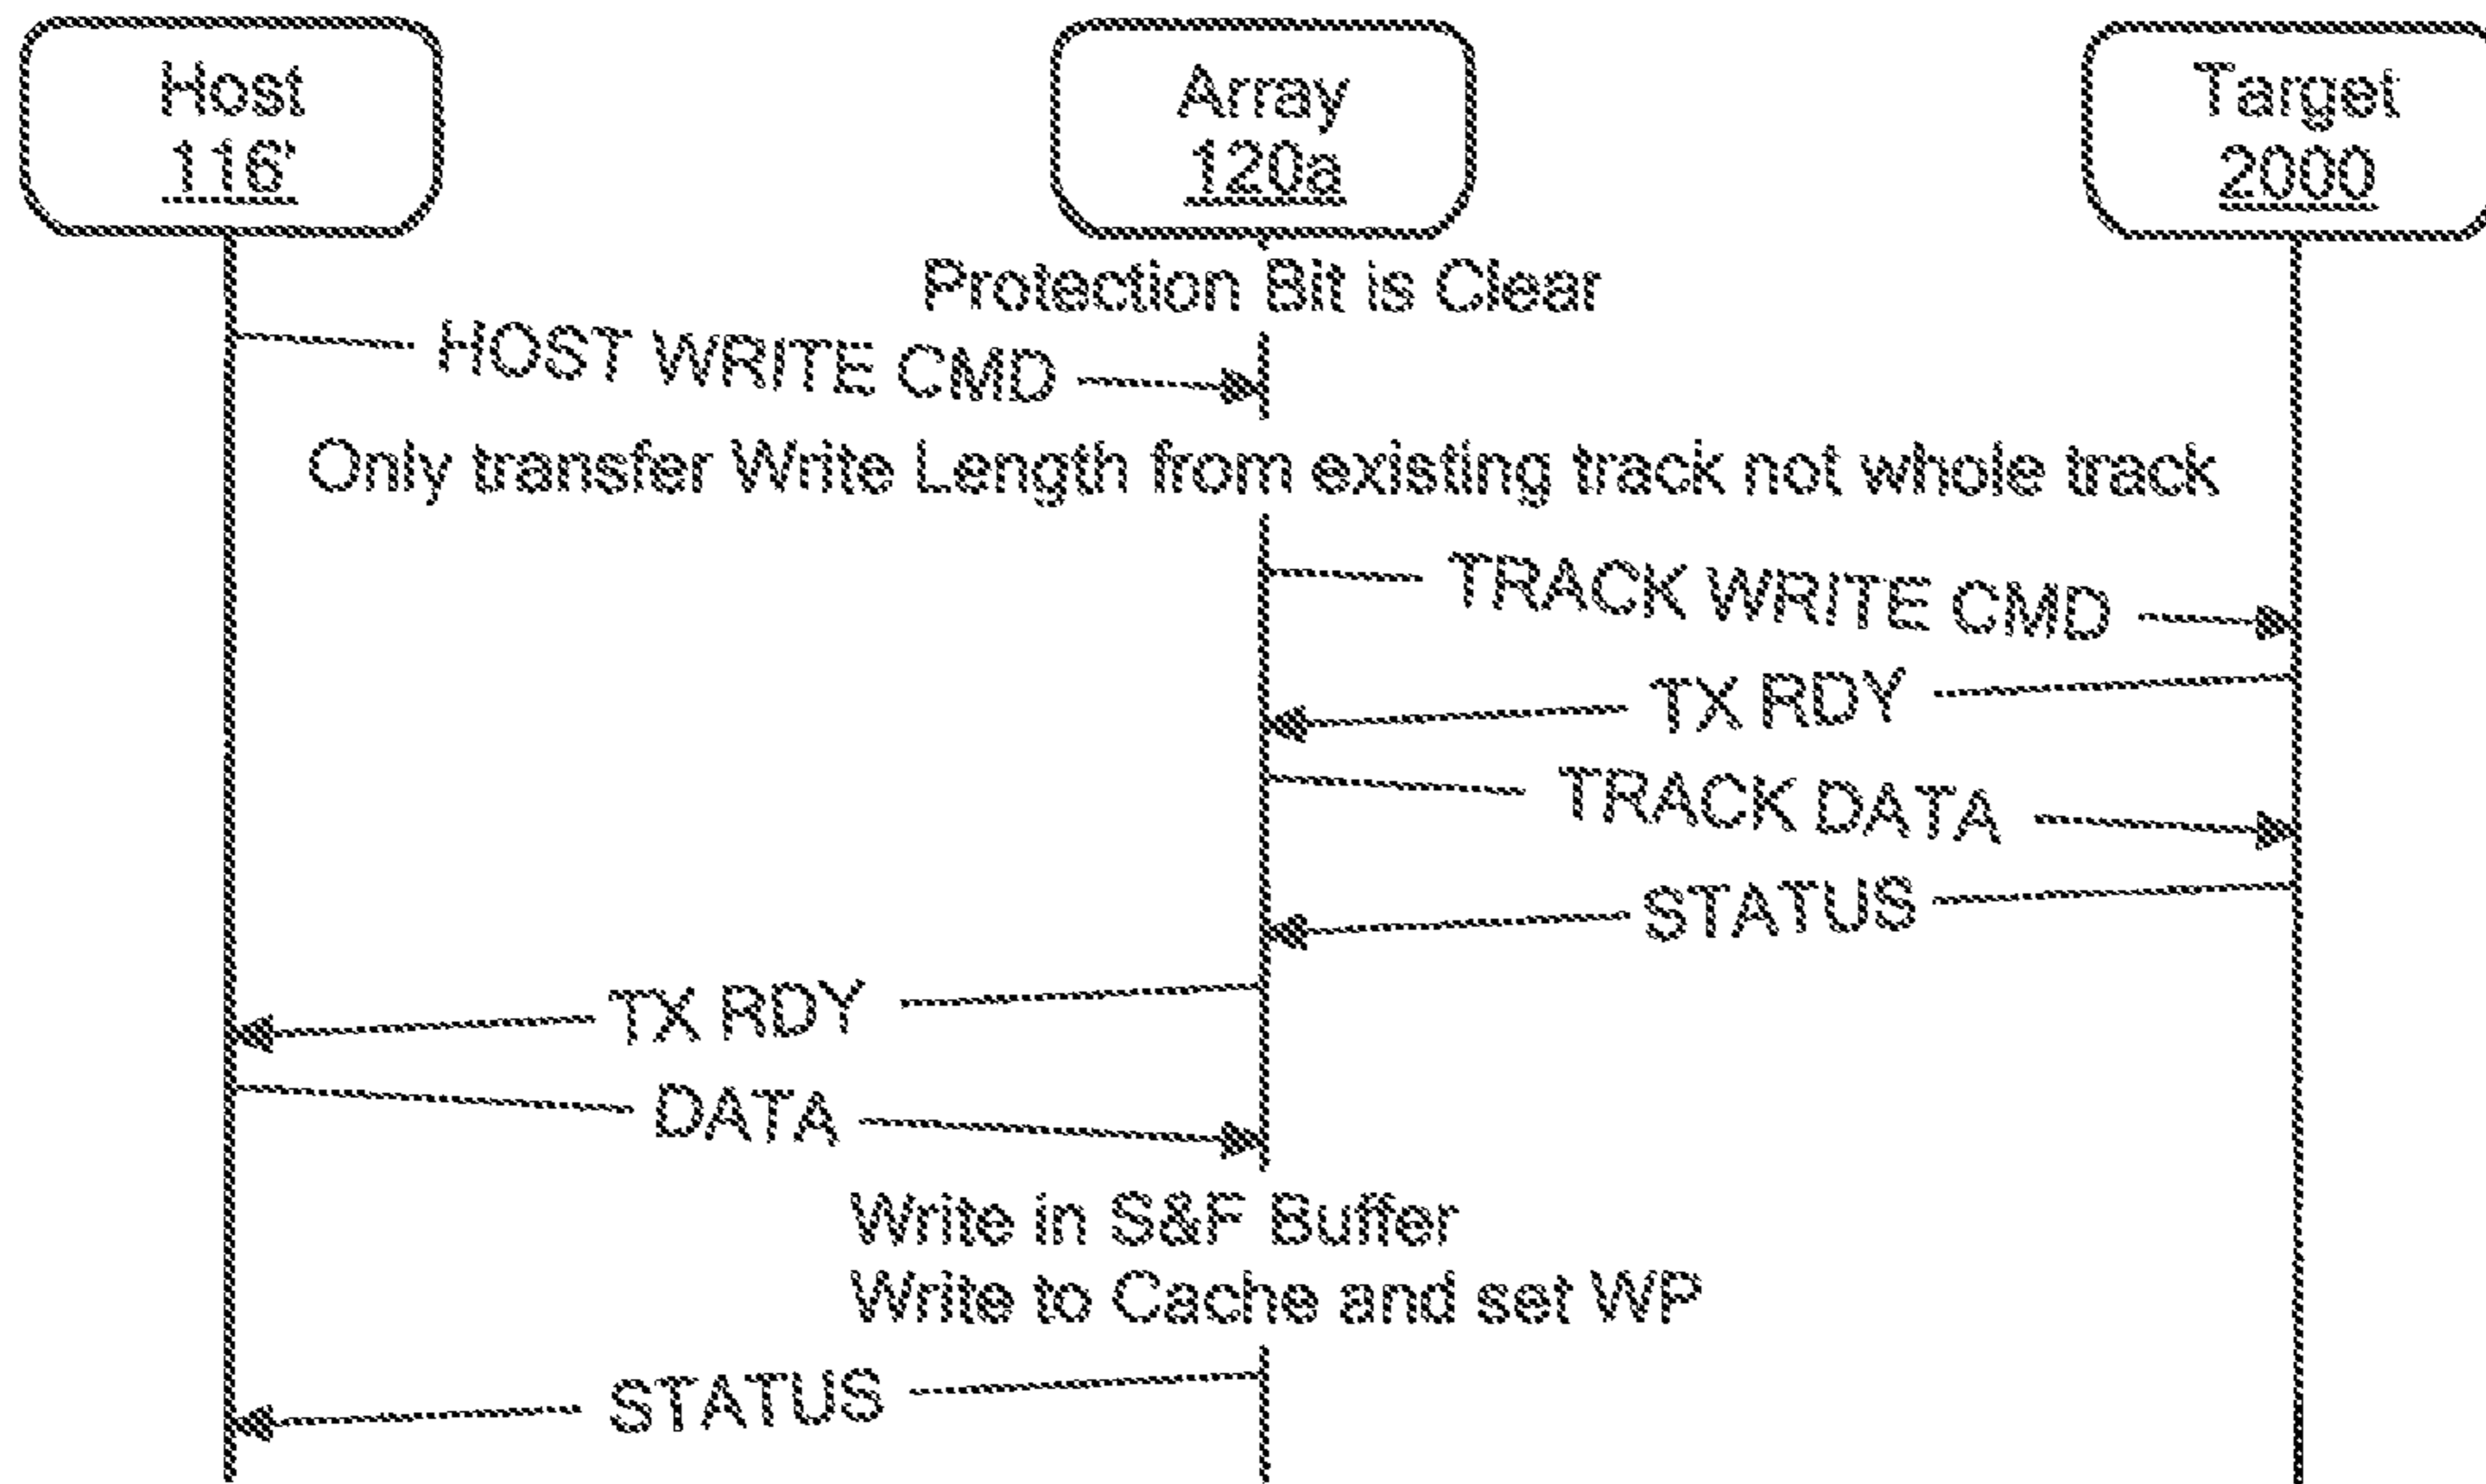 Host
116'
Array
120a
Target
2000
Protection Bit is Clear
HOST WRITE CMD
Only transfer Write Length from existing track not whole track
TRACK WRITE CMD
TX RDY
TRACK DATA
STATUS
TX RDY
DATA
Write in S&F Buffer
Write to Cache and set WP
STATUS